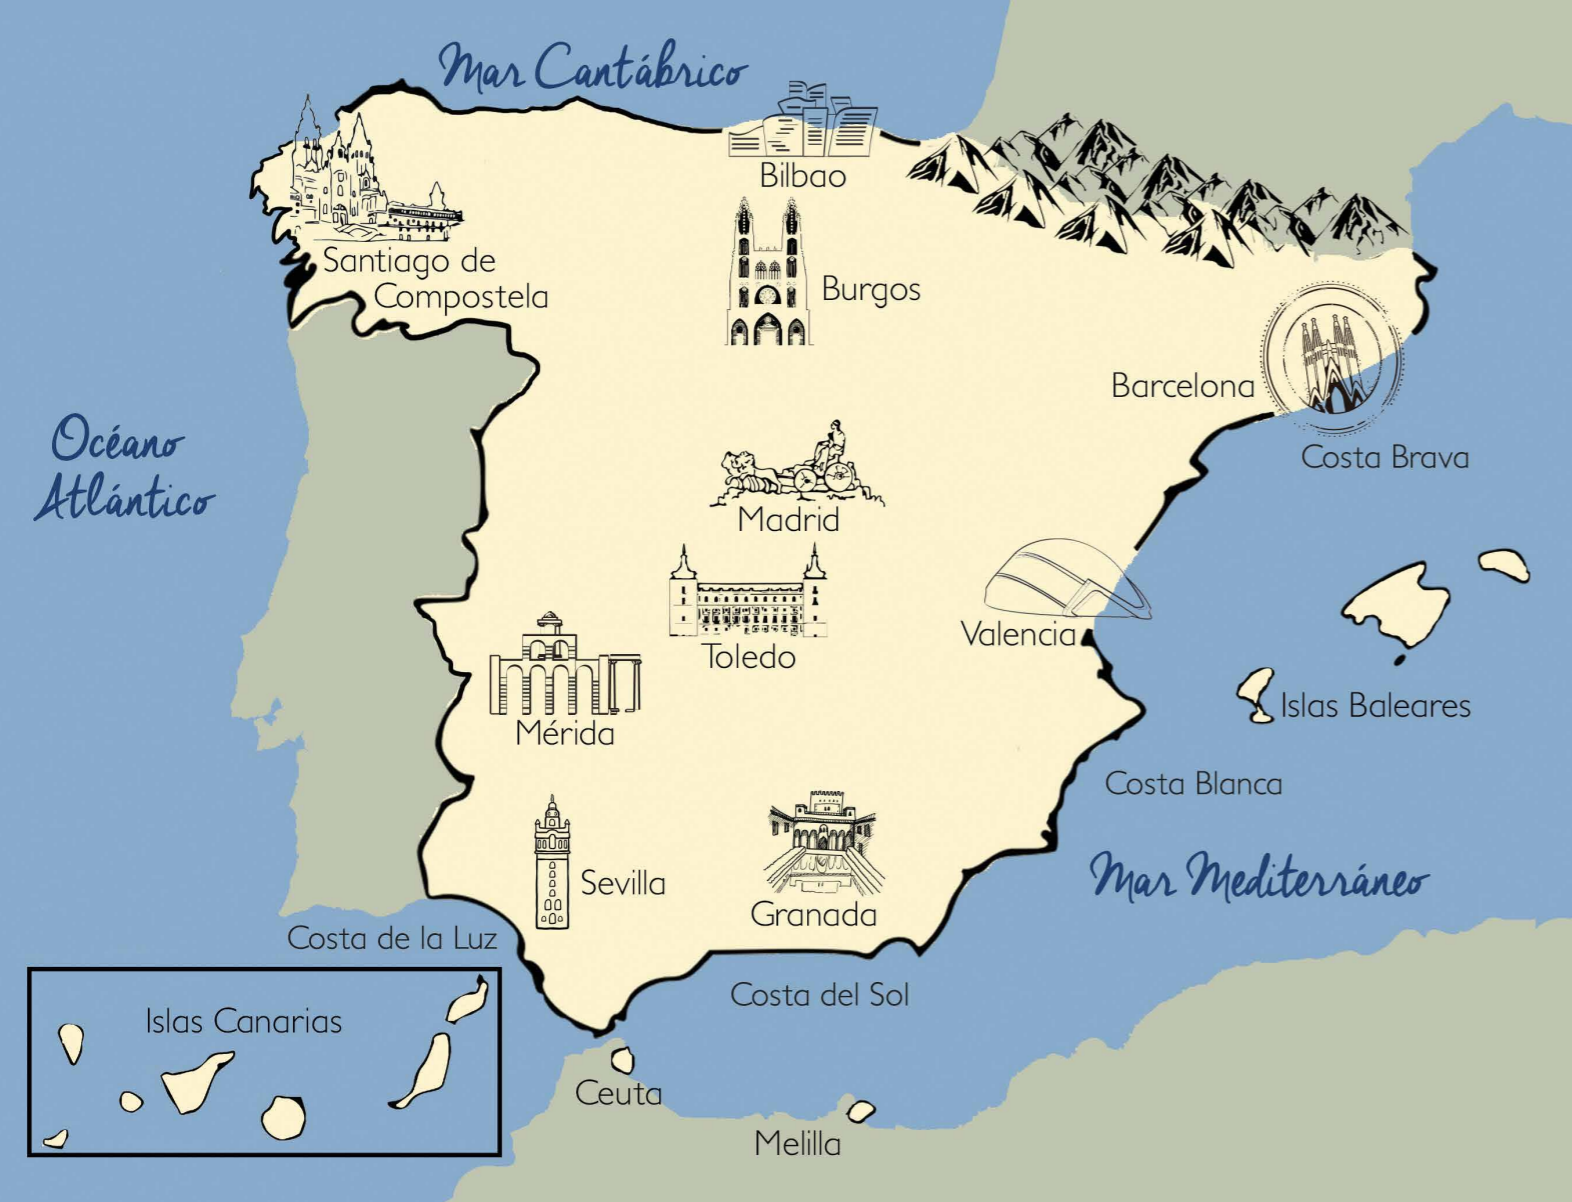 Mar Cantábrico
Bilbao
Santiago de
Compostela
Burgos
Barcelona
Océano
Atlántico
Costa Brava
Madrid
Valencia
Toledo
Islas Baleares
Mérida
Costa Blanca
Sevilla
Mar Mediterráneo
Granada
Costa de la Luz
Costa del Sol
Islas Canarias
Ceuta
Melilla